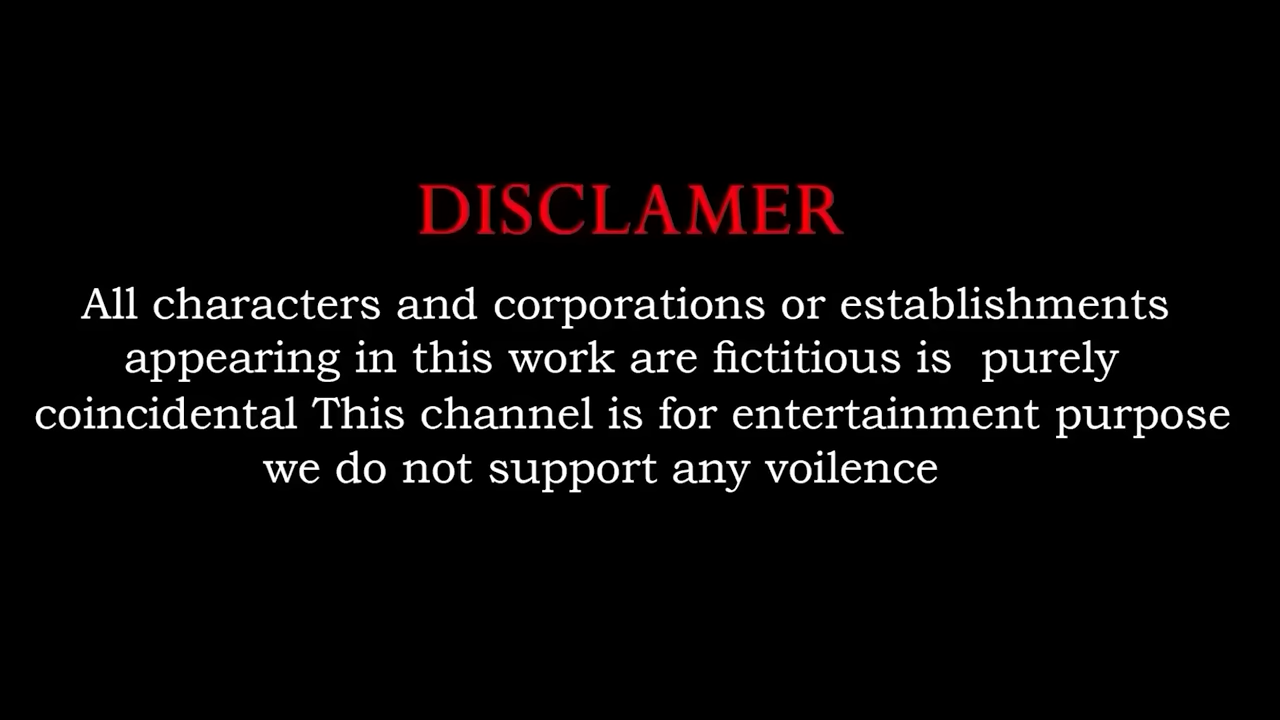 DISCLAMER
All characters and corporations or establishments
appearing in this work are fictitious is  purely
coincidental This channel is for entertainment purpose
we do not support any voilence